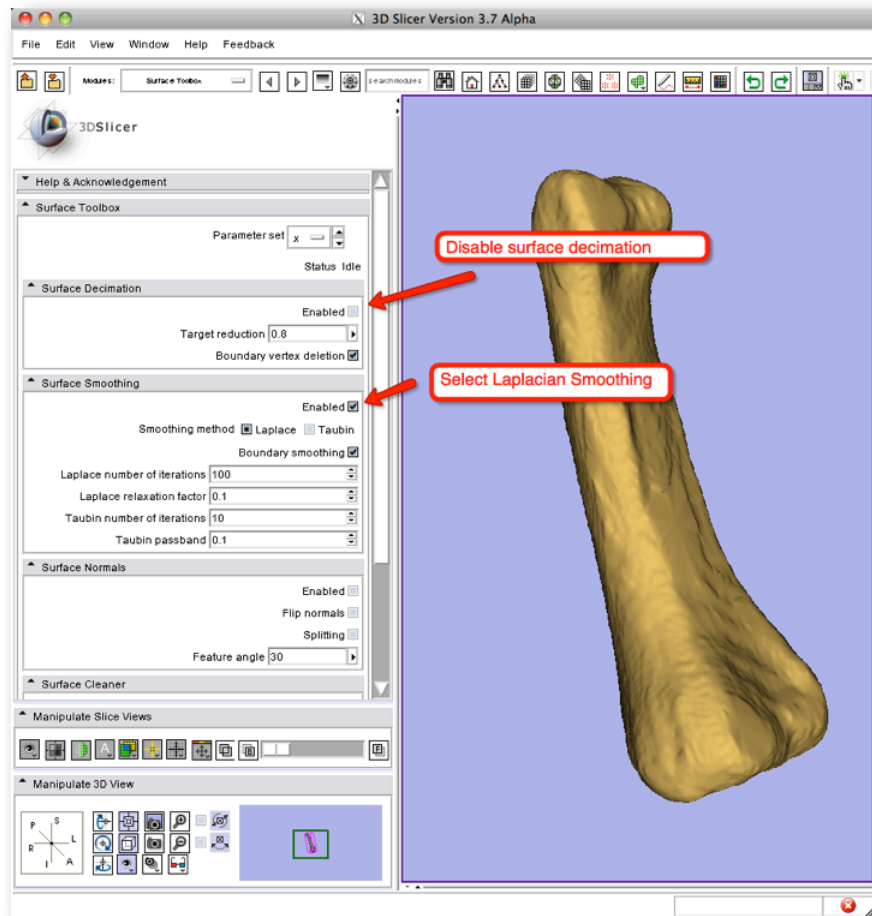 3D Slicer Version 3.7 Alpha
File Edit View Window Help Feedback
Modules: Surface Toolbox search modules
3DSlicer
Help & Acknowledgement
Surface Toolbox
Parameter set x
Status Idle
Disable surface decimation
Surface Decimation
Enabled
Target reduction 0.8
Boundary vertex deletion
Select Laplacian Smoothing
Surface Smoothing
Enabled
Smoothing method Laplace Taubin
Boundary smoothing
Laplace number of iterations 100
Laplace relaxation factor 0.1
Taubin number of iterations 10
Taubin passband 0.1
Surface Normals
Enabled
Flip normals
Splitting
Feature angle 30
Surface Cleaner
Manipulate Slice Views
A
F
Manipulate 3D View
P S
R L
I A